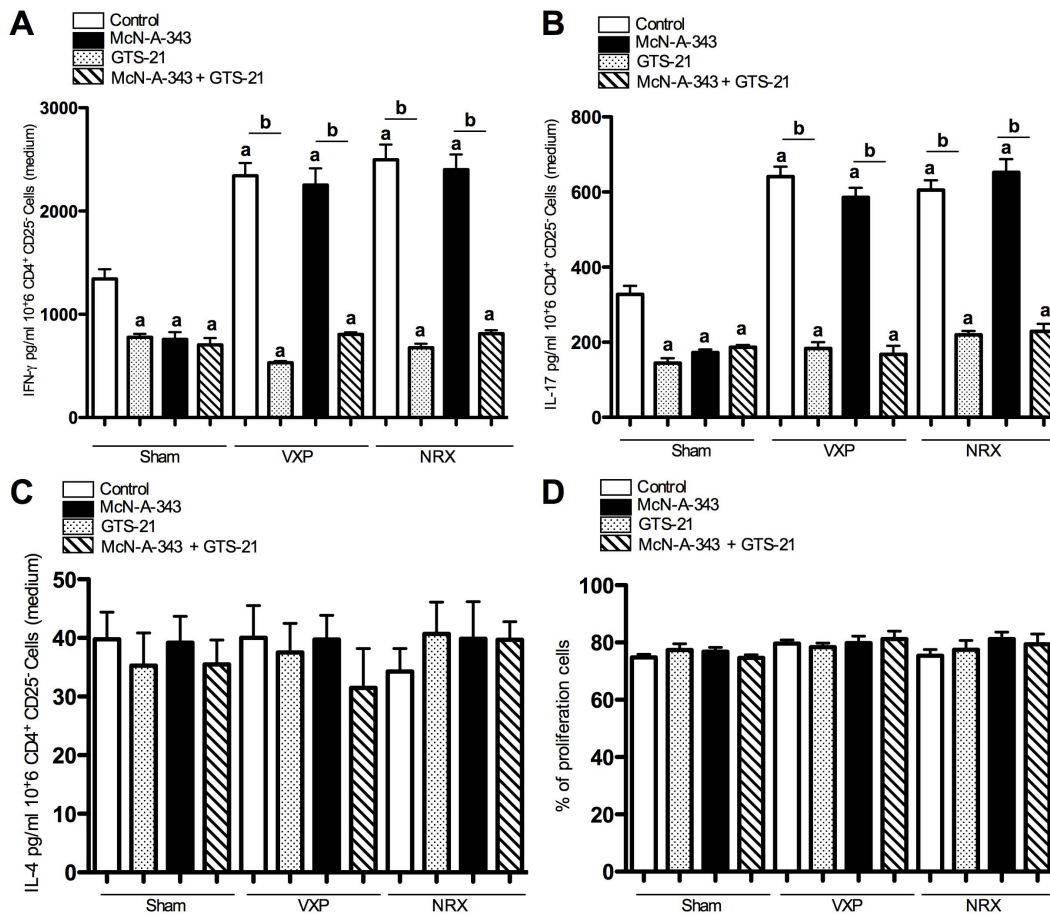 A
Control
McN-A-343
GTS-21
McN-A-343 + GTS-21
IFN-γ pg/ml 10⁺6 CD4⁺ CD25⁻ Cells (medium)
3000
2000
1000
0
a a a
a b a
a b a
a b a
a b a
Sham VXP NRX
B
Control
McN-A-343
GTS-21
McN-A-343 + GTS-21
IL-17 pg/ml 10⁺6 CD4⁺ CD25⁻ Cells (medium)
800
600
400
200
0
a a a
a b a
a b a
a b a
a b a
Sham VXP NRX
C
Control
McN-A-343
GTS-21
McN-A-343 + GTS-21
IL-4 pg/ml 10⁺6 CD4⁺ CD25⁻ Cells (medium)
50
40
30
20
10
0
Sham VXP NRX
D
Control
McN-A-343
GTS-21
McN-A-343 + GTS-21
% of proliferation cells
100
80
60
40
20
0
Sham VXP NRX